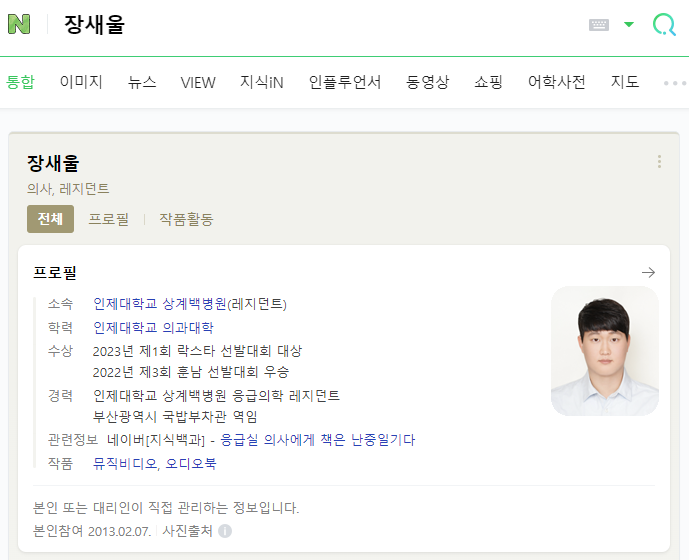 N 장새울
통합 이미지 뉴스 VIEW 지식iN 인플루언서 동영상 쇼핑 어학사전 지도
장새울
의사, 레지던트
전체 프로필 작품활동
프로필
소속 인제대학교 상계백병원(레지던트)
학력 인제대학교 의과대학
수상 2023년 제1회 락스타 선발대회 대상
2022년 제3회 훈남 선발대회 우승
경력 인제대학교 상계백병원 응급의학 레지던트
부산광역시 국밥부차관 역임
관련정보 네이버[지식백과] - 응급실 의사에게 책은 난중일기다
작품 뮤직비디오, 오디오북
본인 또는 대리인이 직접 관리하는 정보입니다.
본인참여 2013.02.07. 사진출처